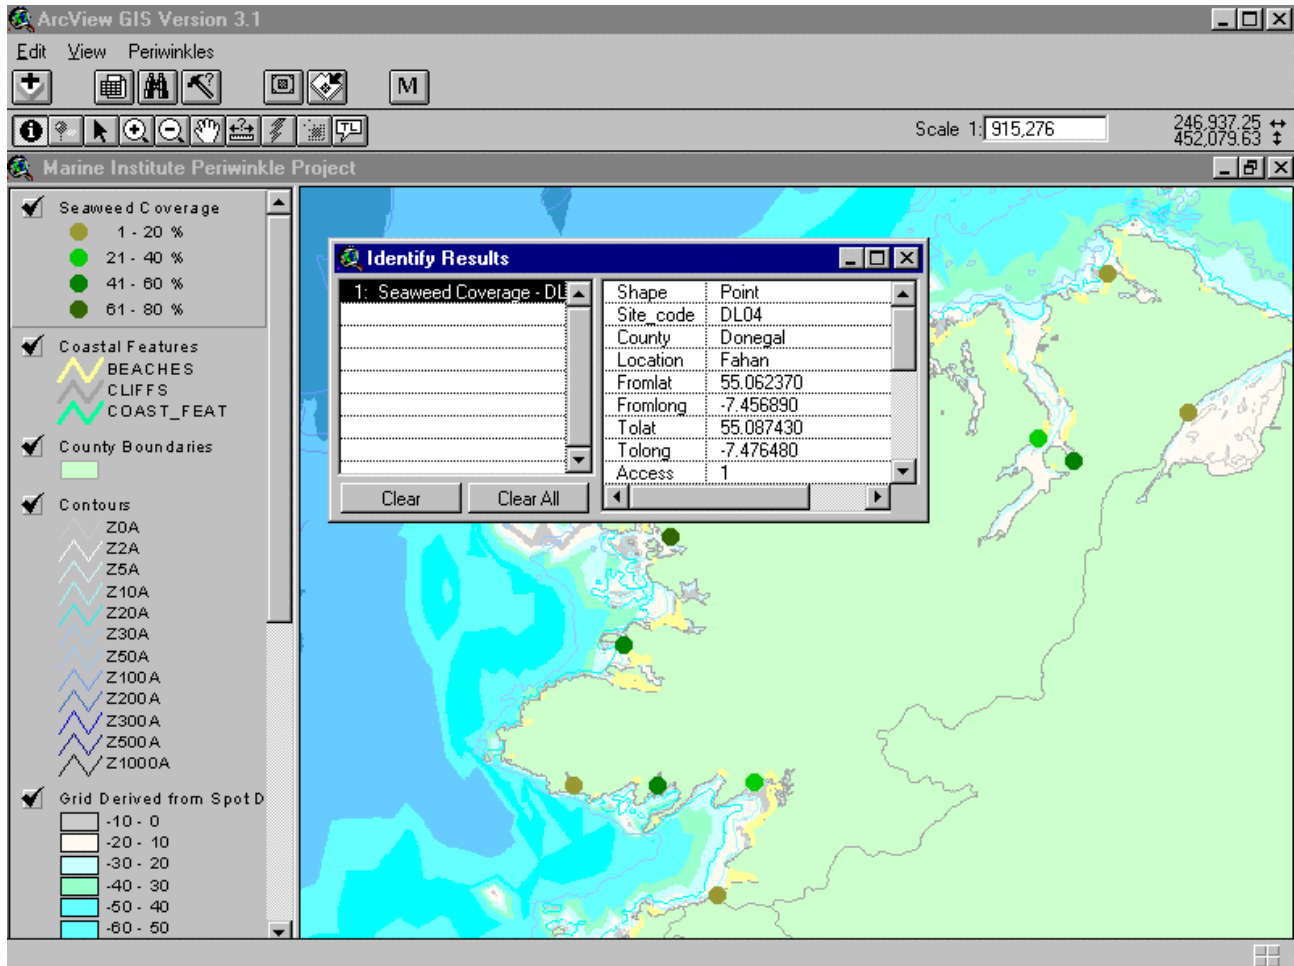 ArcView GIS Version 3.1
Edit View Periwinkles
M
TL
Scale 1: 915,276
246,937.25
452,079.63
Marine Institute Periwinkle Project
Seaweed Coverage
1 - 20 %
21 - 40 %
41 - 60 %
61 - 80 %
Coastal Features
BEACHES
CLIFFS
COAST_FEAT
County Boundaries
Contours
Z0A
Z2A
Z5A
Z10A
Z20A
Z30A
Z50A
Z100A
Z200A
Z300A
Z500A
Z1000A
Grid Derived from Spot D
-10 - 0
-20 - 10
-30 - 20
-40 - 30
-50 - 40
-60 - 50
Identify Results
1: Seaweed Coverage - DL
Clear Clear All
Shape Point
Site_code DL04
County Donegal
Location Fahan
Fromlat 55.062370
Fromlong -7.456890
Tolat 55.087430
Tolong -7.476480
Access 1